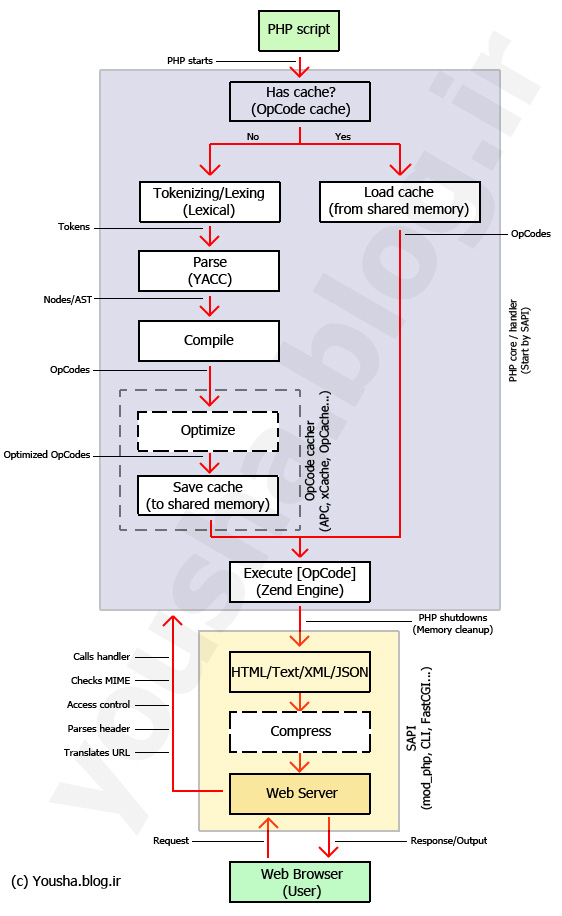 PHP script
PHP starts
Has cache?
(OpCode cache)
No
Yes
Tokenizing/Lexing
(Lexical)
Load cache
(from shared memory)
Tokens
OpCodes
Parse
(YACC)
Nodes/AST
PHP core / handler
(Start by SAPI)
Compile
OpCodes
Optimize
OpCode cacher
(APC, xCache, OpCache...)
Optimized OpCodes
Save cache
(to shared memory)
Execute [OpCode]
(Zend Engine)
PHP shutdowns
(Memory cleanup)
Calls handler
Checks MIME
Access control
Parses header
Translates URL
HTML/Text/XML/JSON
Compress
SAPI
(mod_php, CLI, FastCGI...)
Web Server
Request
Response/Output
Web Browser
(User)
(c) Yousha.blog.ir
yousha.blog.ir